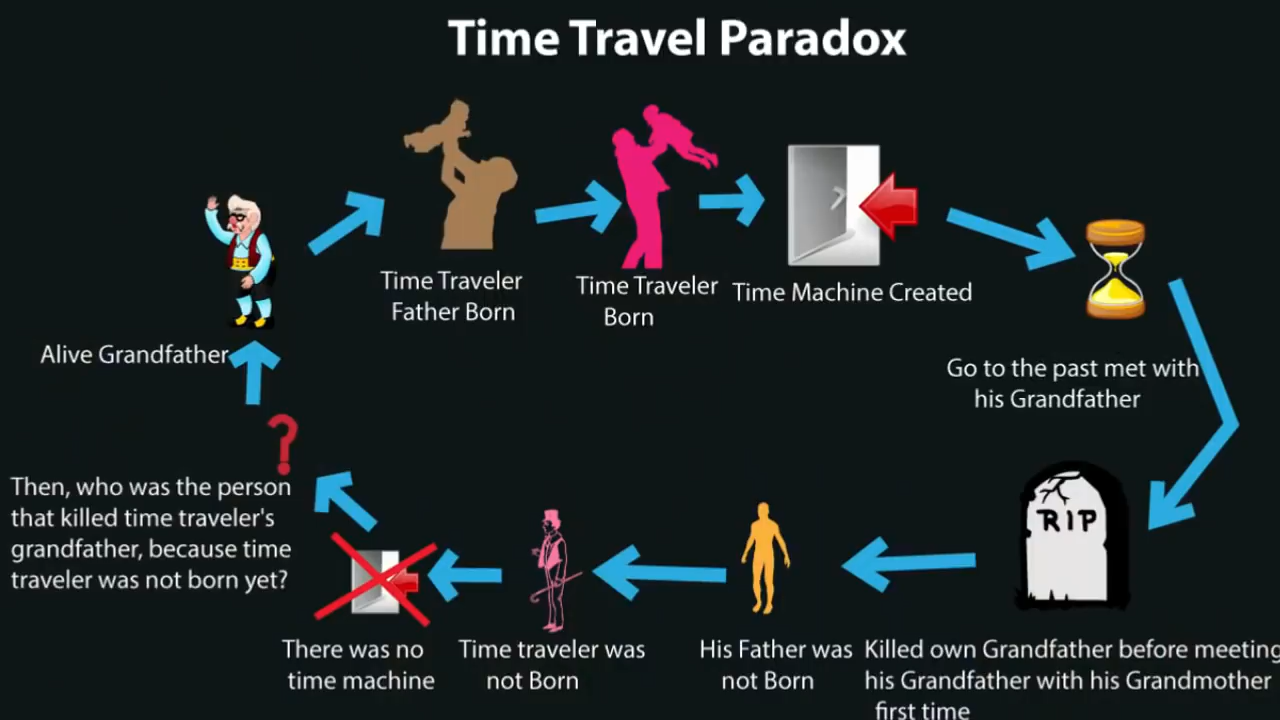 Time Travel Paradox
Time Traveler
Father Born
Time Traveler
Born
Time Machine Created
Alive Grandfather
Go to the past met with
his Grandfather
?
Then, who was the person
that killed time traveler's
grandfather, because time
traveler was not born yet?
RIP
There was no
time machine
Time traveler was
not Born
His Father was
not Born
Killed own Grandfather before meeting
his Grandfather with his Grandmother
first time